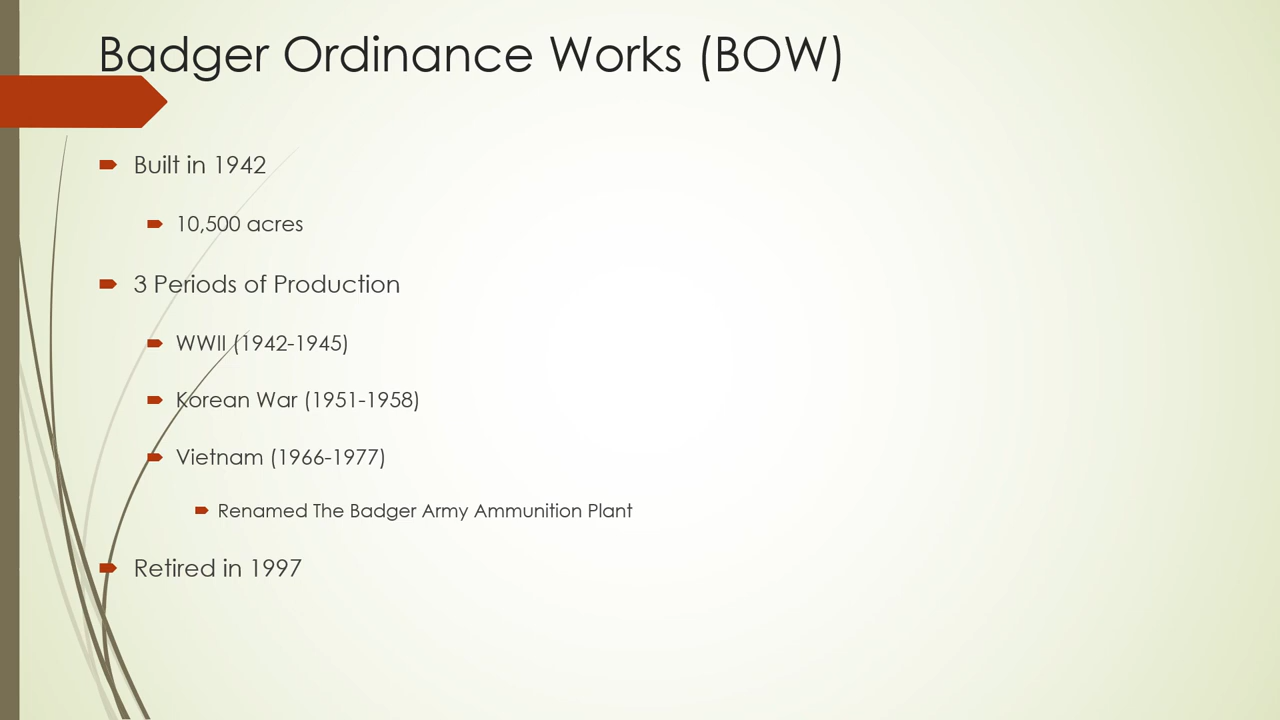 Badger Ordinance Works (BOW)
Built in 1942
10,500 acres
3 Periods of Production
WWII (1942-1945)
Korean War (1951-1958)
Vietnam (1966-1977)
Renamed The Badger Army Ammunition Plant
Retired in 1997